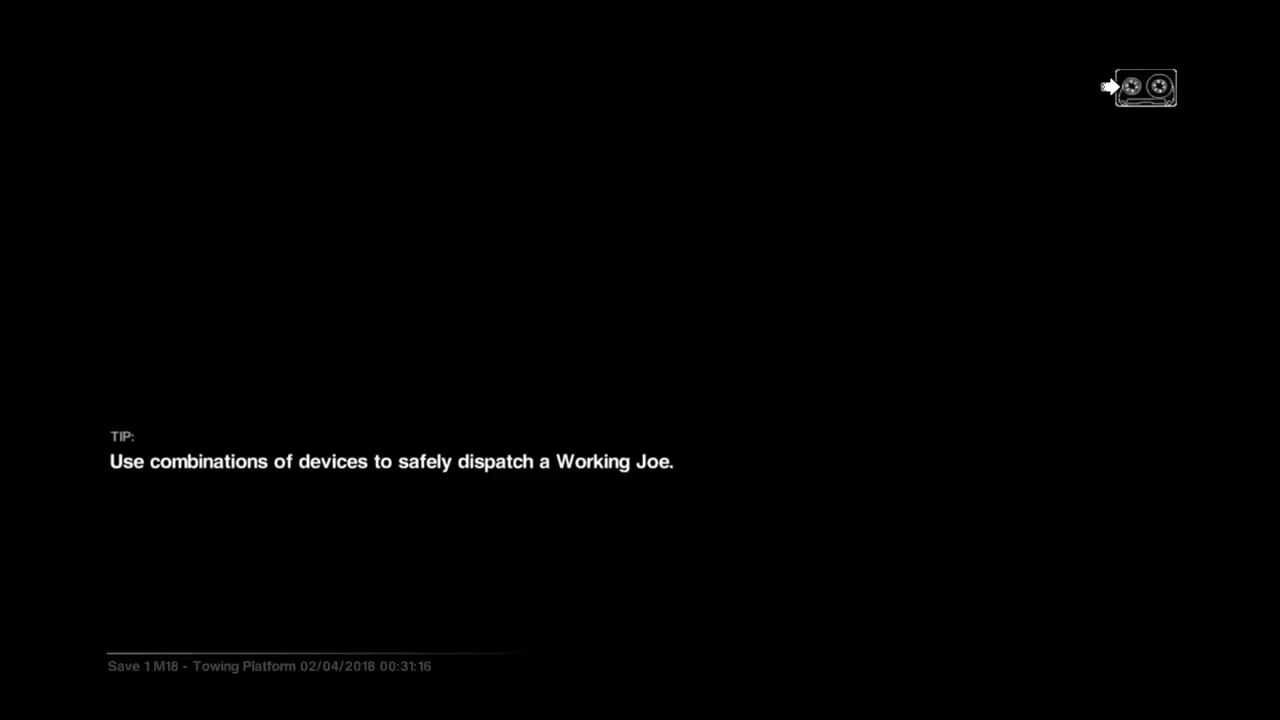 TIP:
Use combinations of devices to safely dispatch a Working Joe.
Save 1 M18 - Towing Platform 02/04/2018 00:31:16